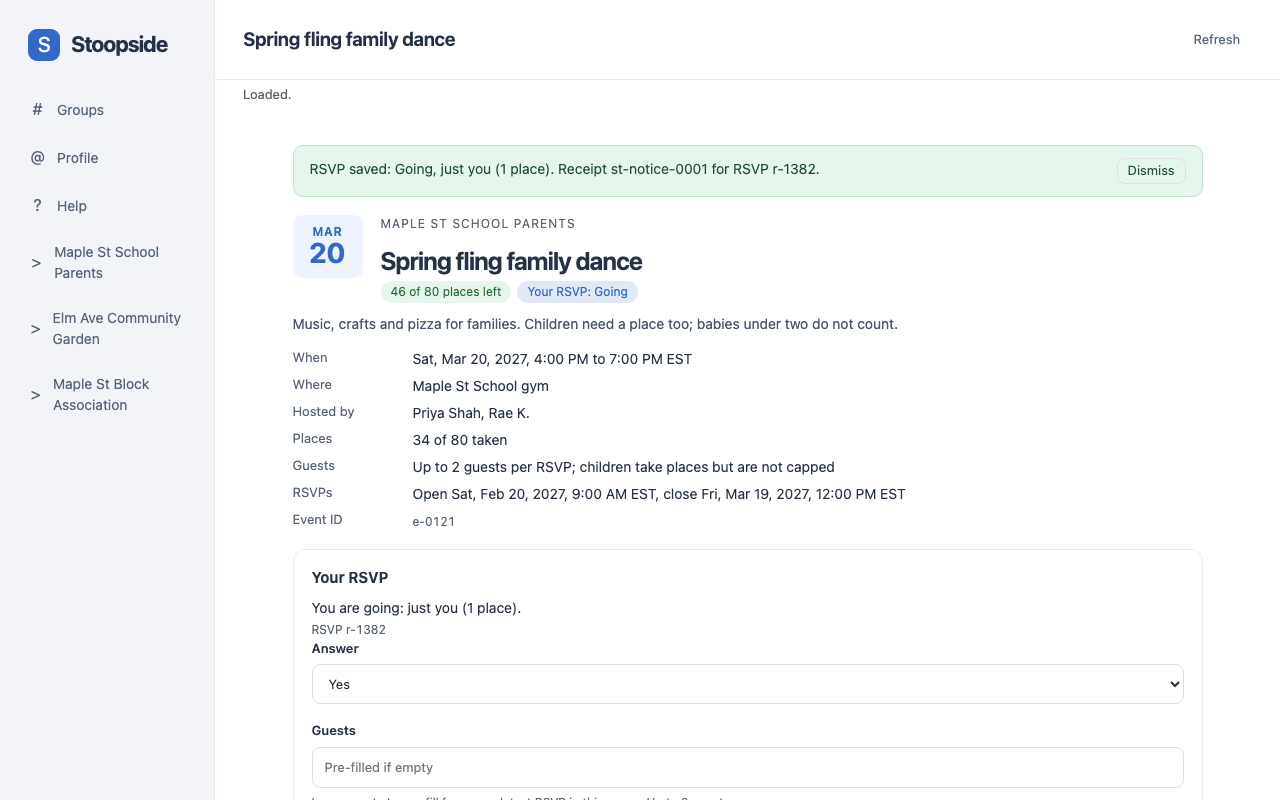 S Stoopside
# Groups
@ Profile
? Help
> Maple St School
Parents
> Elm Ave Community
Garden
> Maple St Block
Association
Spring fling family dance
Refresh
Loaded.
RSVP saved: Going, just you (1 place). Receipt st-notice-0001 for RSVP r-1382.
Dismiss
MAR
20
MAPLE ST SCHOOL PARENTS
Spring fling family dance
46 of 80 places left
Your RSVP: Going
Music, crafts and pizza for families. Children need a place too; babies under two do not count.
When Sat, Mar 20, 2027, 4:00 PM to 7:00 PM EST
Where Maple St School gym
Hosted by Priya Shah, Rae K.
Places 34 of 80 taken
Guests Up to 2 guests per RSVP; children take places but are not capped
RSVPs Open Sat, Feb 20, 2027, 9:00 AM EST, close Fri, Mar 19, 2027, 12:00 PM EST
Event ID e-0121
Your RSVP
You are going: just you (1 place).
RSVP r-1382
Answer
Yes
Guests
Pre-filled if empty